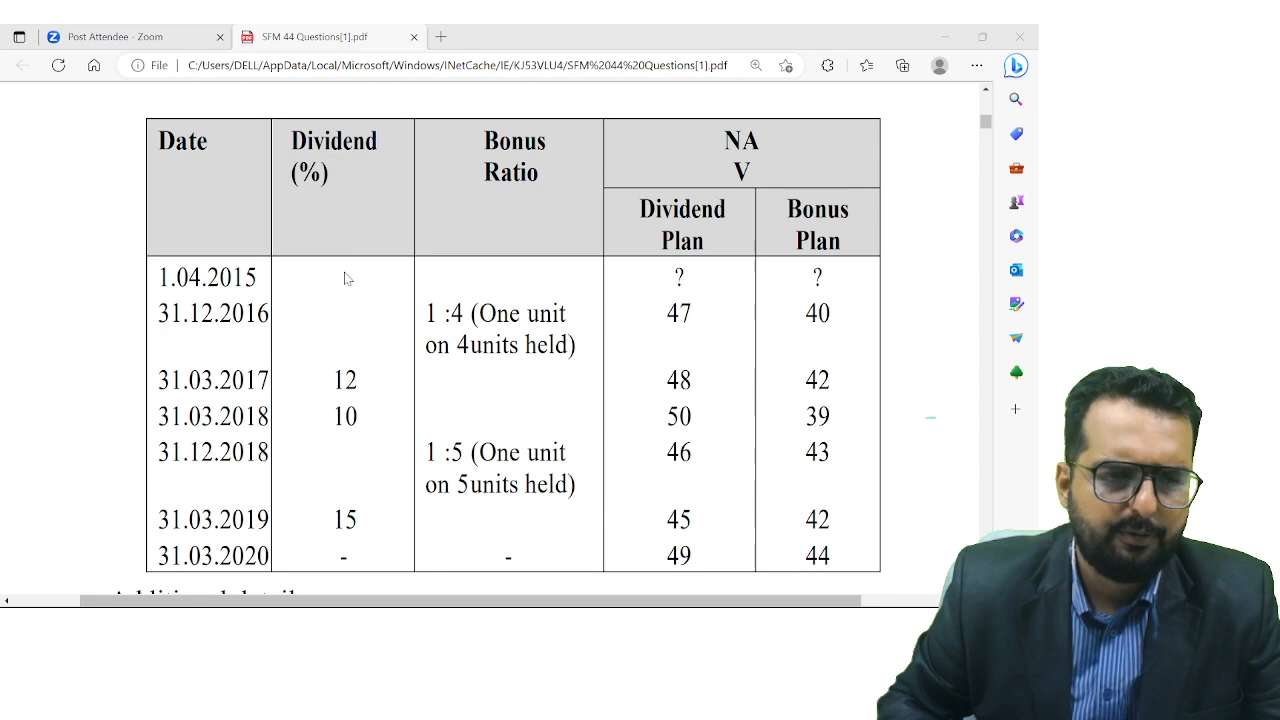 Post Attendee - Zoom
SFM 44 Questions[1].pdf
File
C:/Users/DELL/AppData/Local/Microsoft/Windows/INetCache/IE/KJ53VLU4/SFM%2044%20Questions[1].pdf
Date Dividend (%) Bonus Ratio NA V
Dividend Plan Bonus Plan
1.04.2015 ? ?
31.12.2016 1 :4 (One unit 47 40
on 4units held)
31.03.2017 12 48 42
31.03.2018 10 50 39
31.12.2018 1 :5 (One unit 46 43
on 5units held)
31.03.2019 15 45 42
31.03.2020 - - 49 44